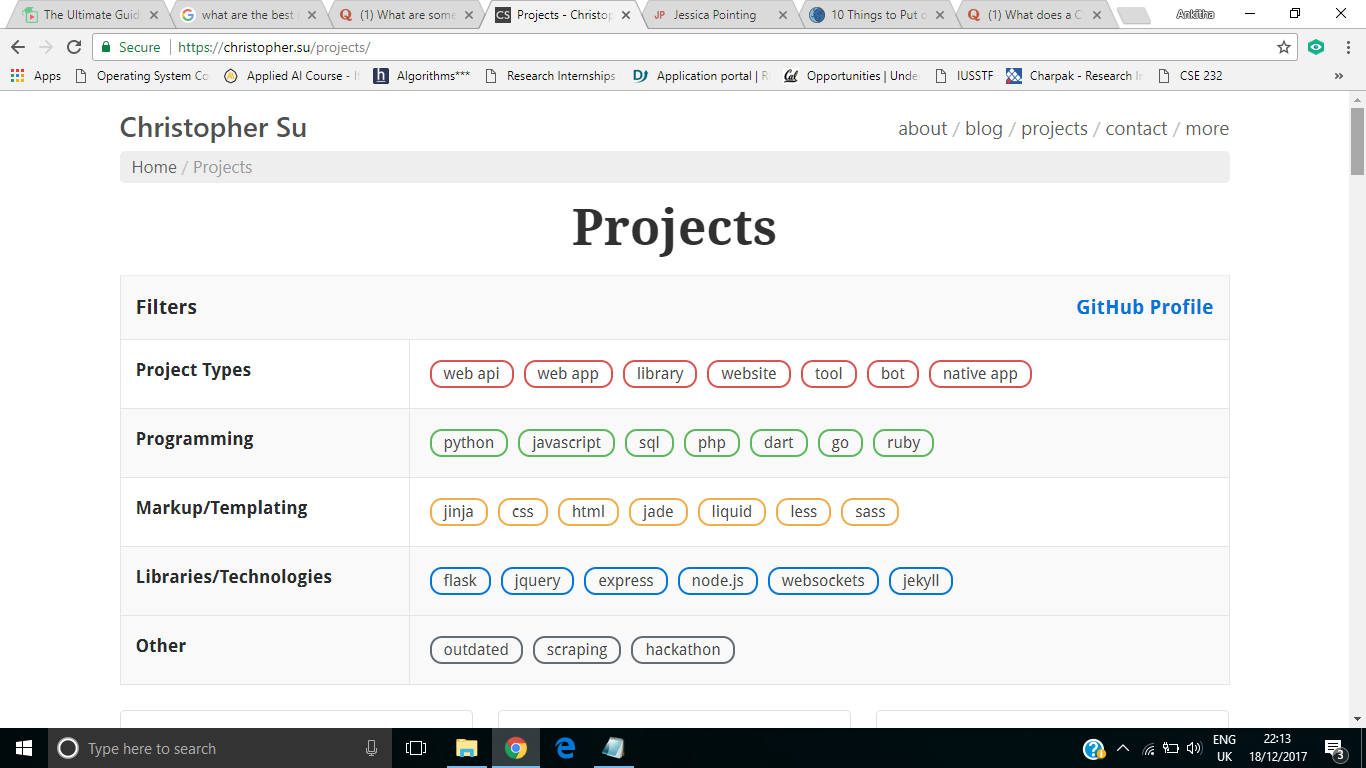 The Ultimate Guid
what are the best
(1) What are some
CS Projects - Christop
JP Jessica Pointing
10 Things to Put o
(1) What does a C
Ankitha
Secure https://christopher.su/projects/
Apps Operating System Co Applied AI Course - It h Algorithms*** Research Internships DJ Application portal | R Cal Opportunities | Unde IUSSTF Charpak - Research In CSE 232 »
Christopher Su
about / blog / projects / contact / more
Home / Projects
Projects
Filters
GitHub Profile
Project Types
web api web app library website tool bot native app
Programming
python javascript sql php dart go ruby
Markup/Templating
jinja css html jade liquid less sass
Libraries/Technologies
flask jquery express node.js websockets jekyll
Other
outdated scraping hackathon
Type here to search
ENG
UK
22:13
18/12/2017
3